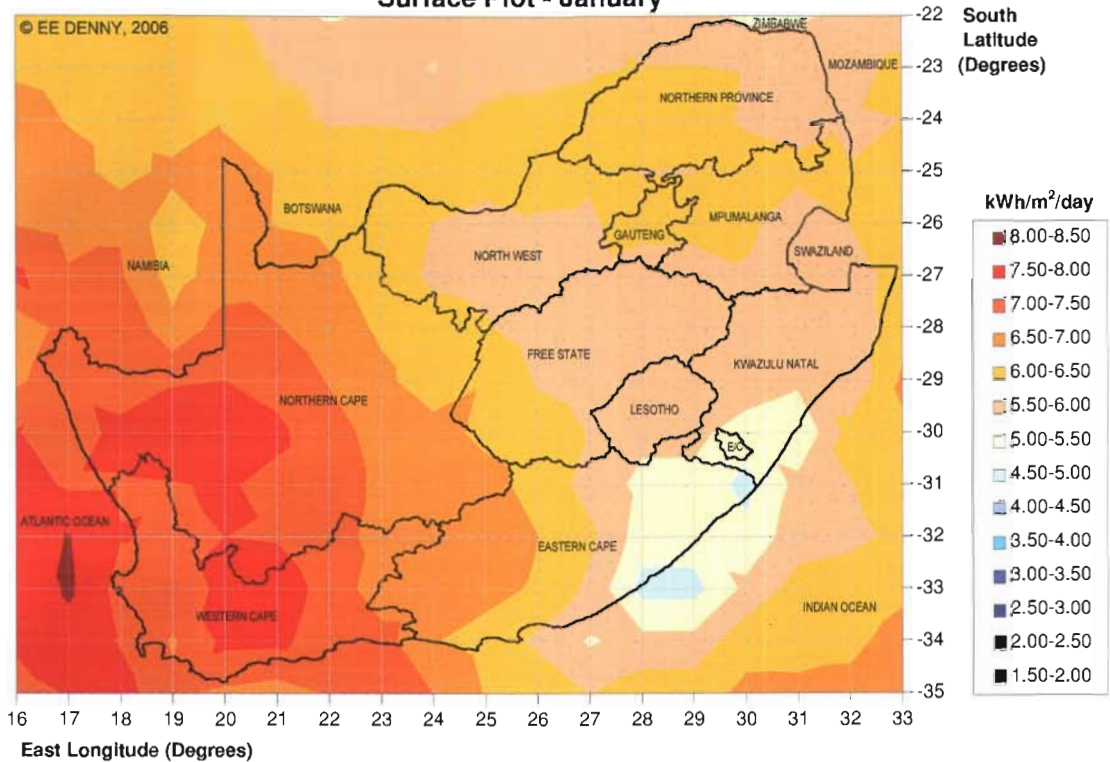 Surface Plot - January
© EE DENNY, 2006
ZIMBABWE
MOZAMBIQUE
NORTHERN PROVINCE
BOTSWANA
MPUMALANGA
GAUTENG
NORTH WEST
SWAZILAND
NAMIBIA
FREE STATE
KWAZULU NATAL
NORTHERN CAPE
LESOTHO
E/C
ATLANTIC OCEAN
EASTERN CAPE
WESTERN CAPE
INDIAN OCEAN
-22
-23
-24
-25
-26
-27
-28
-29
-30
-31
-32
-33
-34
-35
South
Latitude
(Degrees)
16 17 18 19 20 21 22 23 24 25 26 27 28 29 30 31 32 33
East Longitude (Degrees)
kWh/m²/day
8.00-8.50
7.50-8.00
7.00-7.50
6.50-7.00
6.00-6.50
5.50-6.00
5.00-5.50
4.50-5.00
4.00-4.50
3.50-4.00
3.00-3.50
2.50-3.00
2.00-2.50
1.50-2.00